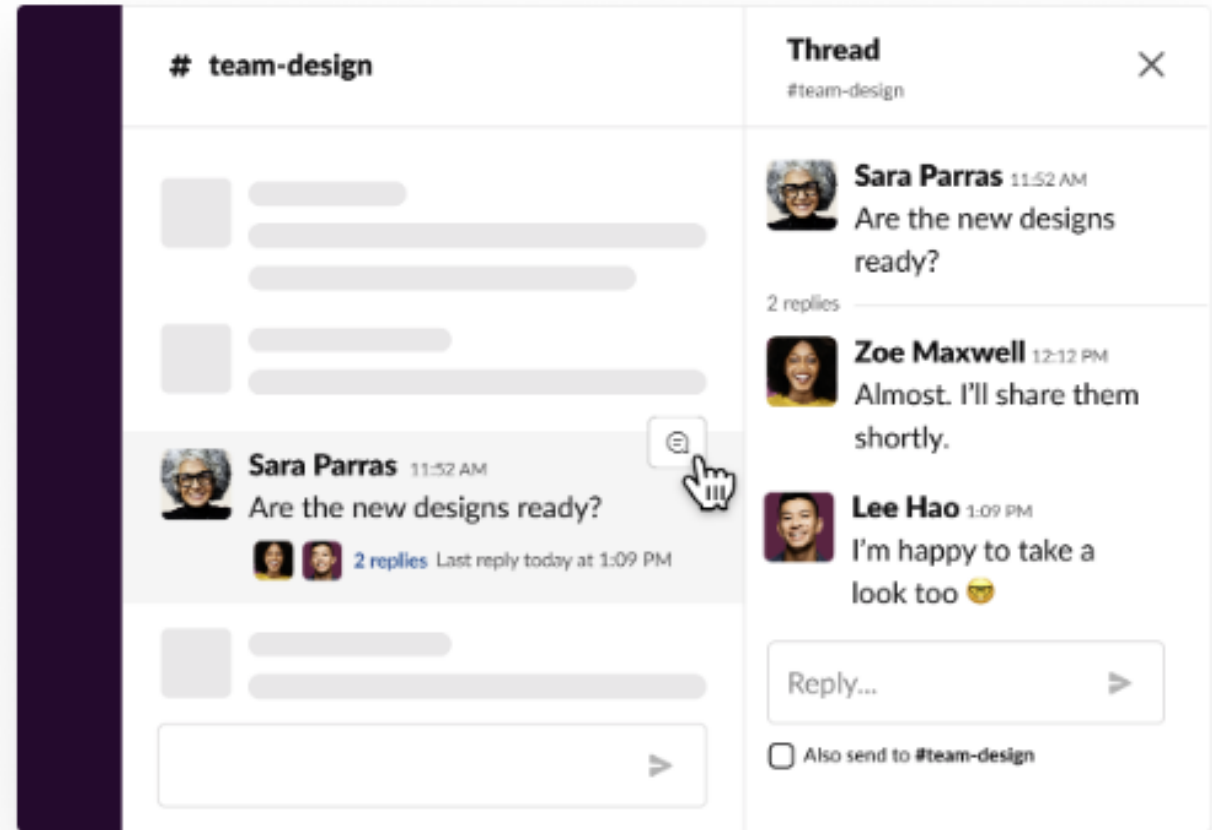 # team-design
Sara Parras 11:52 AM
Are the new designs ready?
2 replies Last reply today at 1:09 PM
Thread
#team-design
Sara Parras 11:52 AM
Are the new designs
ready?
2 replies
Zoe Maxwell 12:12 PM
Almost. I’ll share them
shortly.
Lee Hao 1:09 PM
I’m happy to take a
look too 🤓
Reply...
Also send to #team-design